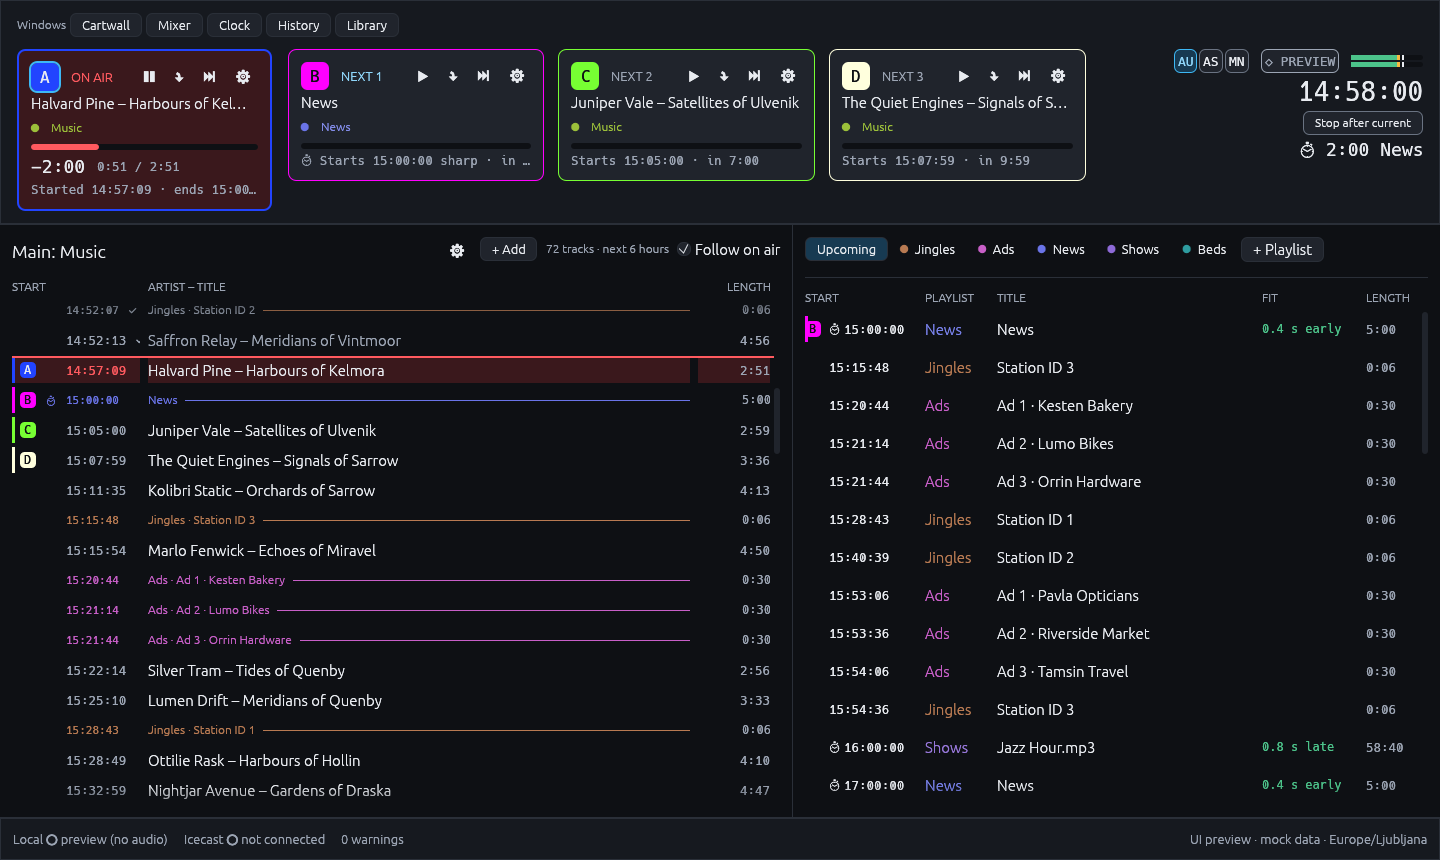 Windows Cartwall Mixer Clock History Library
A ON AIR
Halvard Pine – Harbours of Kel…
Music
−2:00 0:51 / 2:51
Started 14:57:09 · ends 15:00…
B NEXT 1
News
News
Starts 15:00:00 sharp · in …
C NEXT 2
Juniper Vale – Satellites of Ulvenik
Music
Starts 15:05:00 · in 7:00
D NEXT 3
The Quiet Engines – Signals of S…
Music
Starts 15:07:59 · in 9:59
AU AS MN ◇ PREVIEW
14:58:00
Stop after current
2:00 News
Main: Music + Add 72 tracks · next 6 hours Follow on air
START ARTIST – TITLE LENGTH
14:52:07 ✓ Jingles · Station ID 2 0:06
14:52:13 Saffron Relay – Meridians of Vintmoor 4:56
A 14:57:09 Halvard Pine – Harbours of Kelmora 2:51
B 15:00:00 News 5:00
C 15:05:00 Juniper Vale – Satellites of Ulvenik 2:59
D 15:07:59 The Quiet Engines – Signals of Sarrow 3:36
15:11:35 Kolibri Static – Orchards of Sarrow 4:13
15:15:48 Jingles · Station ID 3 0:06
15:15:54 Marlo Fenwick – Echoes of Miravel 4:50
15:20:44 Ads · Ad 1 · Kesten Bakery 0:30
15:21:14 Ads · Ad 2 · Lumo Bikes 0:30
15:21:44 Ads · Ad 3 · Orrin Hardware 0:30
15:22:14 Silver Tram – Tides of Quenby 2:56
15:25:10 Lumen Drift – Meridians of Quenby 3:33
15:28:43 Jingles · Station ID 1 0:06
15:28:49 Ottilie Rask – Harbours of Hollin 4:10
15:32:59 Nightjar Avenue – Gardens of Draska 4:47
Upcoming Jingles Ads News Shows Beds + Playlist
START PLAYLIST TITLE FIT LENGTH
B 15:00:00 News News 0.4 s early 5:00
15:15:48 Jingles Station ID 3 0:06
15:20:44 Ads Ad 1 · Kesten Bakery 0:30
15:21:14 Ads Ad 2 · Lumo Bikes 0:30
15:21:44 Ads Ad 3 · Orrin Hardware 0:30
15:28:43 Jingles Station ID 1 0:06
15:40:39 Jingles Station ID 2 0:06
15:53:06 Ads Ad 1 · Pavla Opticians 0:30
15:53:36 Ads Ad 2 · Riverside Market 0:30
15:54:06 Ads Ad 3 · Tamsin Travel 0:30
15:54:36 Jingles Station ID 3 0:06
16:00:00 Shows Jazz Hour.mp3 0.8 s late 58:40
17:00:00 News News 0.4 s early 5:00
Local preview (no audio) Icecast not connected 0 warnings
UI preview · mock data · Europe/Ljubljana